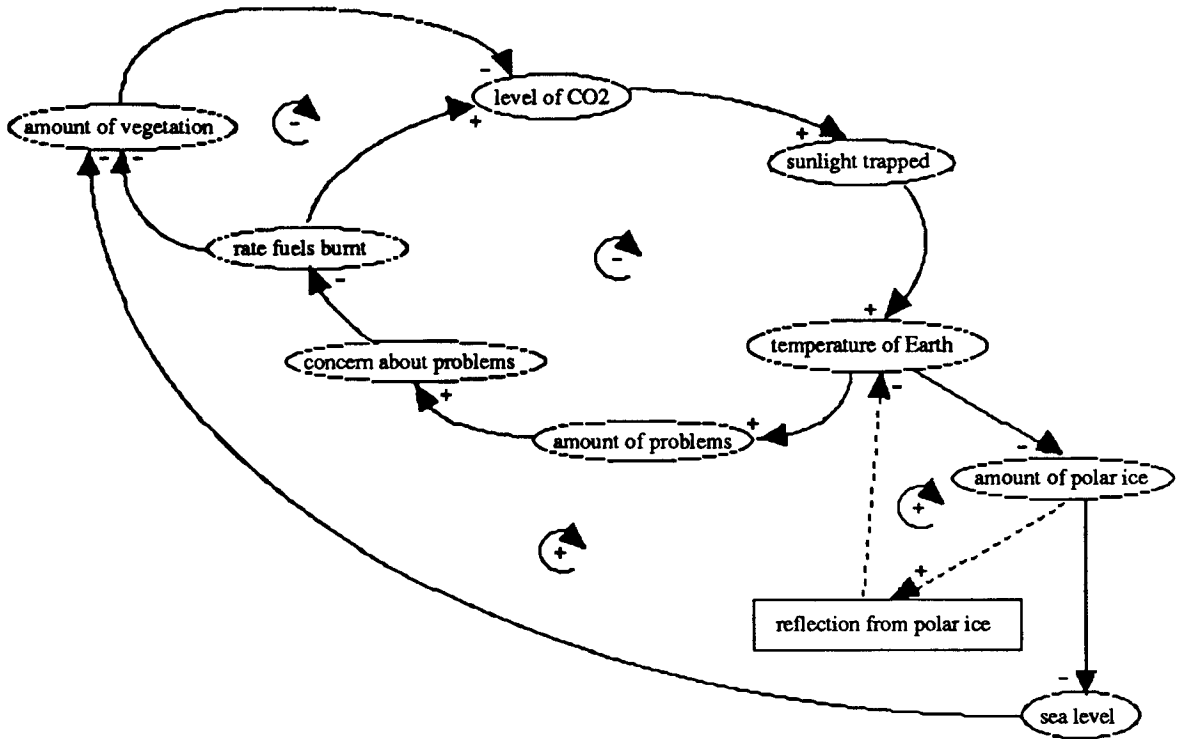 level of CO2
amount of vegetation
sunlight trapped
rate fuels burnt
temperature of Earth
concern about problems
amount of problems
amount of polar ice
reflection from polar ice
sea level
-
-
+
+
-
-
-
-
+
+
-
+
-
-
+
+
+
+
-